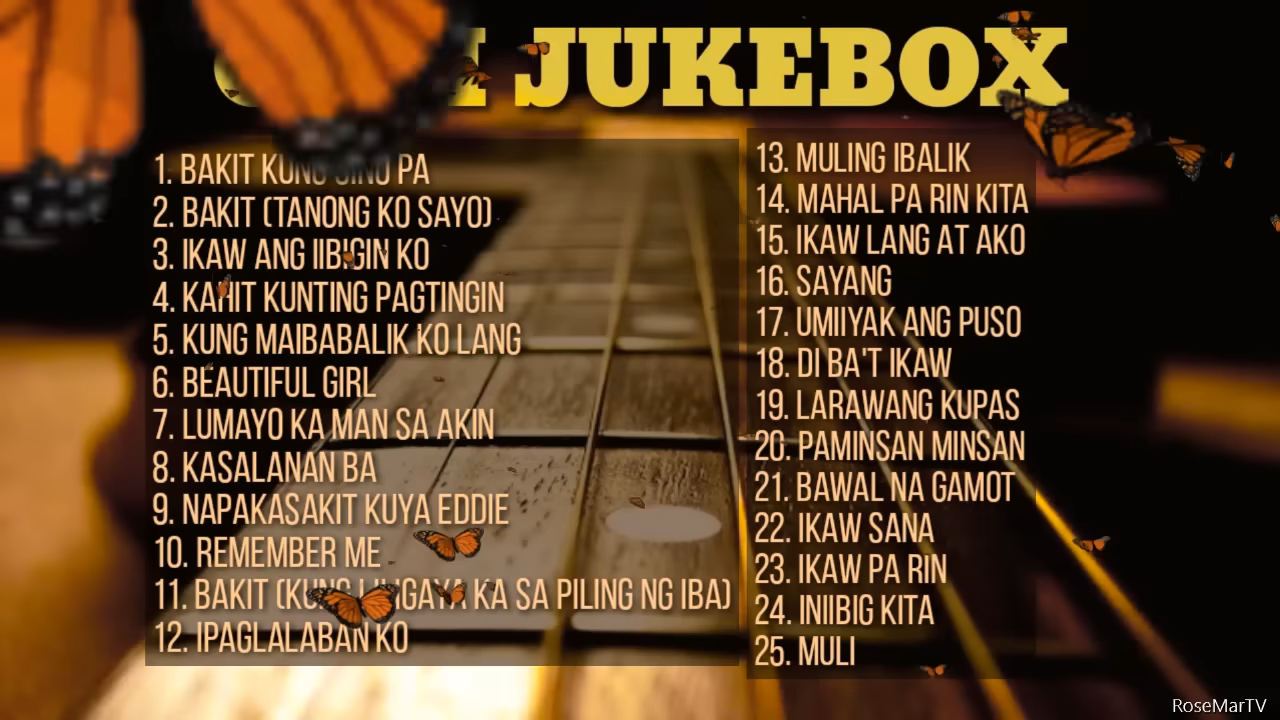 JUKEBOX
1. BAKIT KUNG SINO PA
2. BAKIT (TANONG KO SAYO)
3. IKAW ANG IIBIGIN KO
4. KAHIT KUNTING PAGTINGIN
5. KUNG MAIBABALIK KO LANG
6. BEAUTIFUL GIRL
7. LUMAYO KA MAN SA AKIN
8. KASALANAN BA
9. NAPAKASAKIT KUYA EDDIE
10. REMEMBER ME
11. BAKIT (KUNG LILIGAYA KA SA PILING NG IBA)
12. IPAGLALABAN KO
13. MULING IBALIK
14. MAHAL PA RIN KITA
15. IKAW LANG AT AKO
16. SAYANG
17. UMIIYAK ANG PUSO
18. DI BA'T IKAW
19. LARAWANG KUPAS
20. PAMINSAN MINSAN
21. BAWAL NA GAMOT
22. IKAW SANA
23. IKAW PA RIN
24. INIIBIG KITA
25. MULI
RoseMarTV